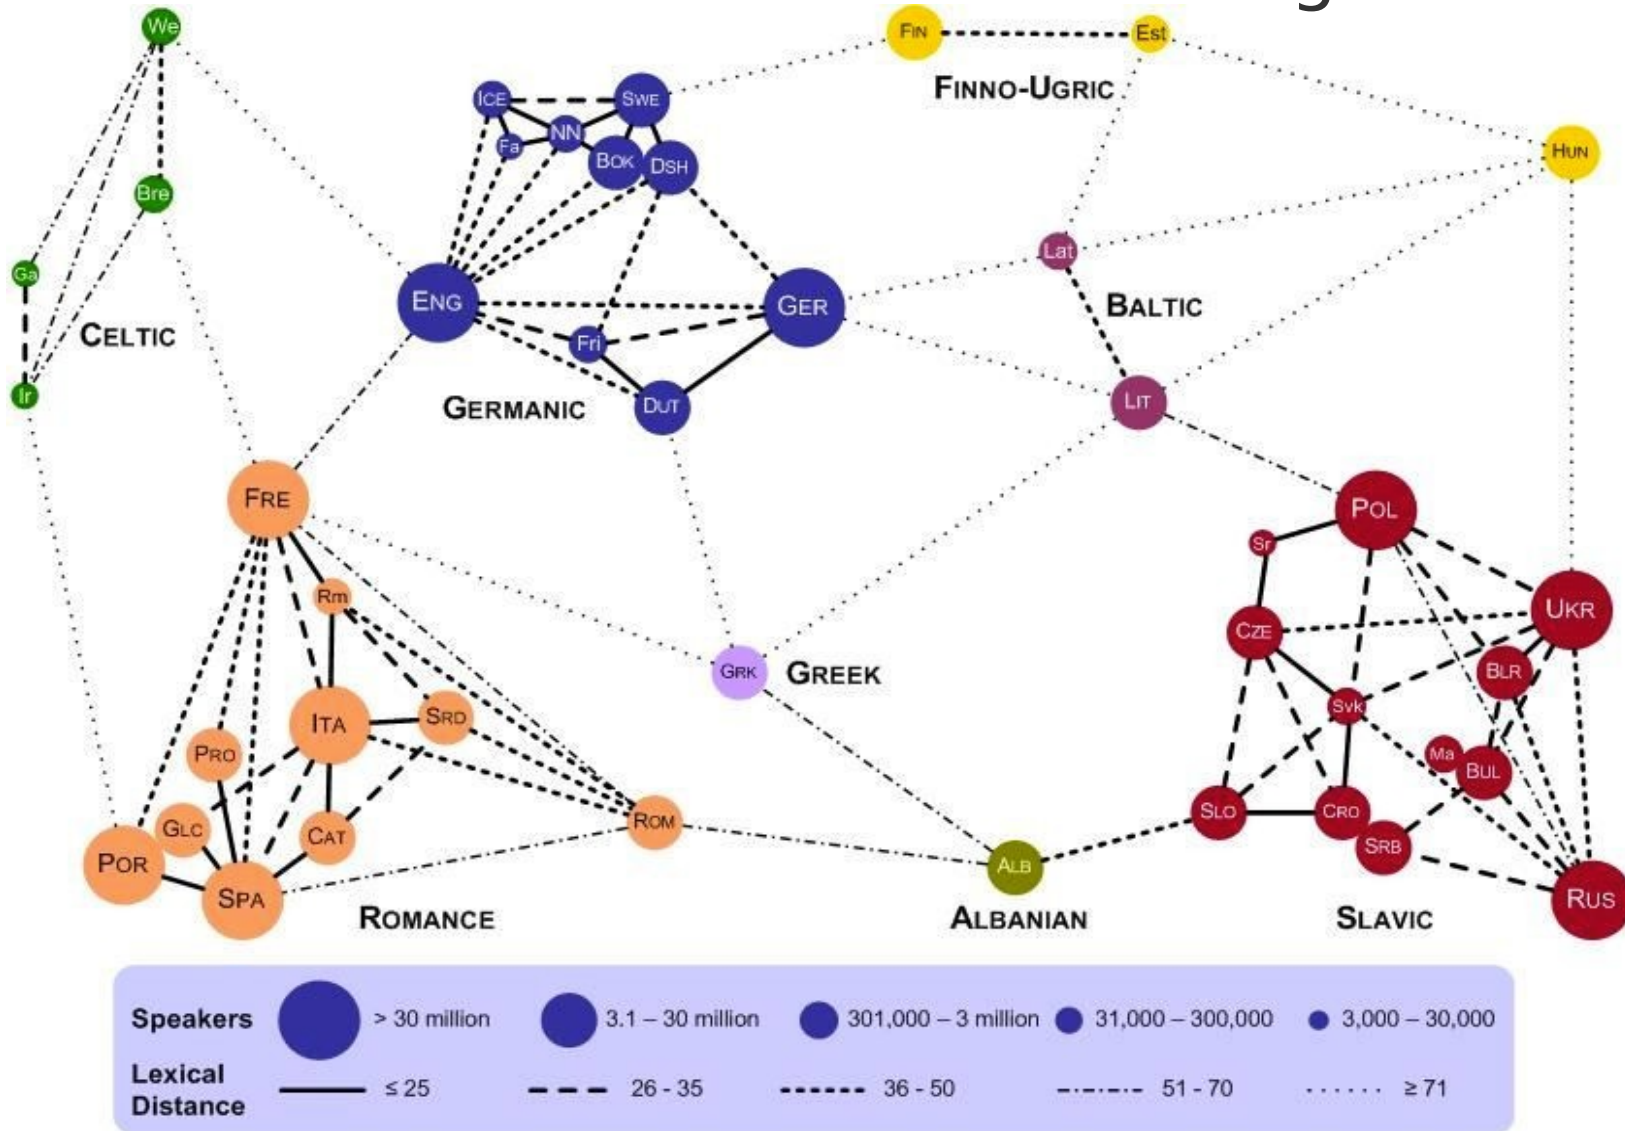 g
We
FIN
Est
FINNO-UGRIC
ICE
SWE
NN
Fa
BOK
DSH
HUN
Bre
Lat
Ga
ENG
GER
BALTIC
CELTIC
Fri
Ir
GERMANIC
DUT
LIT
FRE
POL
Sr
Rm
UKR
CZE
GRK
GREEK
BLR
ITA
SRD
Svk
PRO
Ma
BUL
GLC
CAT
ROM
SLO
CRO
SRB
POR
ALB
SPA
RUS
ROMANCE
ALBANIAN
SLAVIC
Speakers > 30 million 3.1 – 30 million 301,000 – 3 million 31,000 – 300,000 3,000 – 30,000
Lexical
Distance ≤ 25 26 - 35 36 - 50 51 - 70 ≥ 71